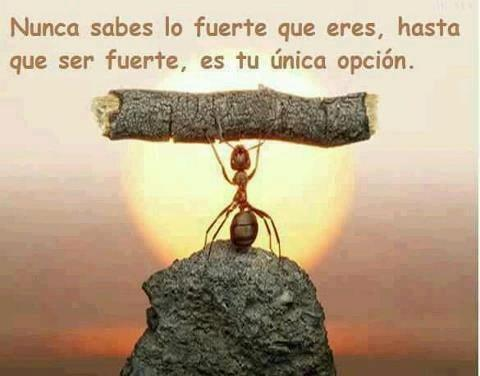 Nunca sabes lo fuerte que eres, hasta
que ser fuerte, es tu única opción.